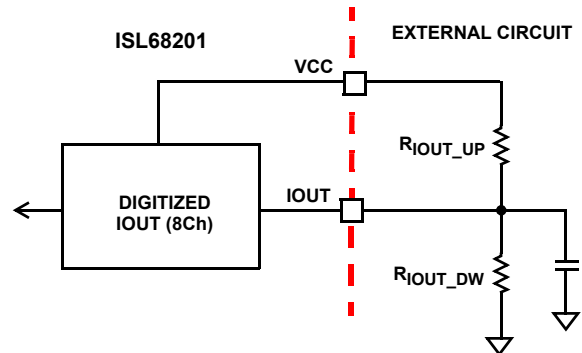 ISL68201
EXTERNAL CIRCUIT
VCC
RIOUT_UP
DIGITIZED
IOUT (8Ch)
IOUT
RIOUT_DW